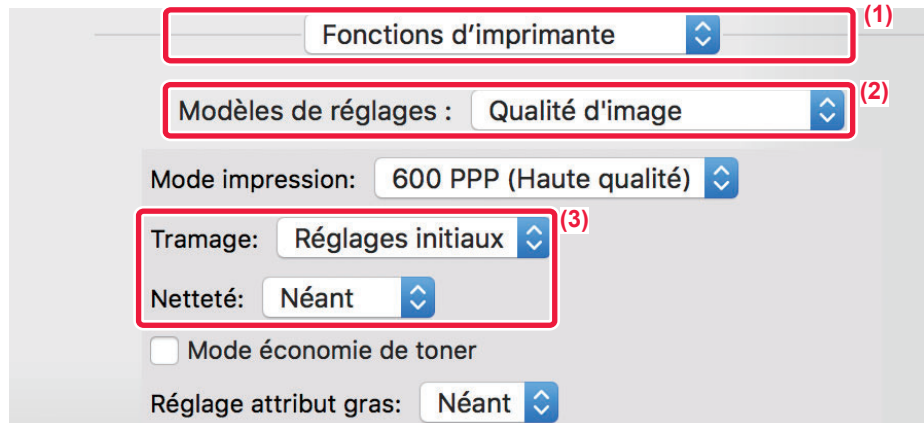 Fonctions d’imprimante (1)
Modèles de réglages : Qualité d'image (2)
Mode impression: 600 PPP (Haute qualité)
Tramage: Réglages initiaux (3)
Netteté: Néant
Mode économie de toner
Réglage attribut gras: Néant